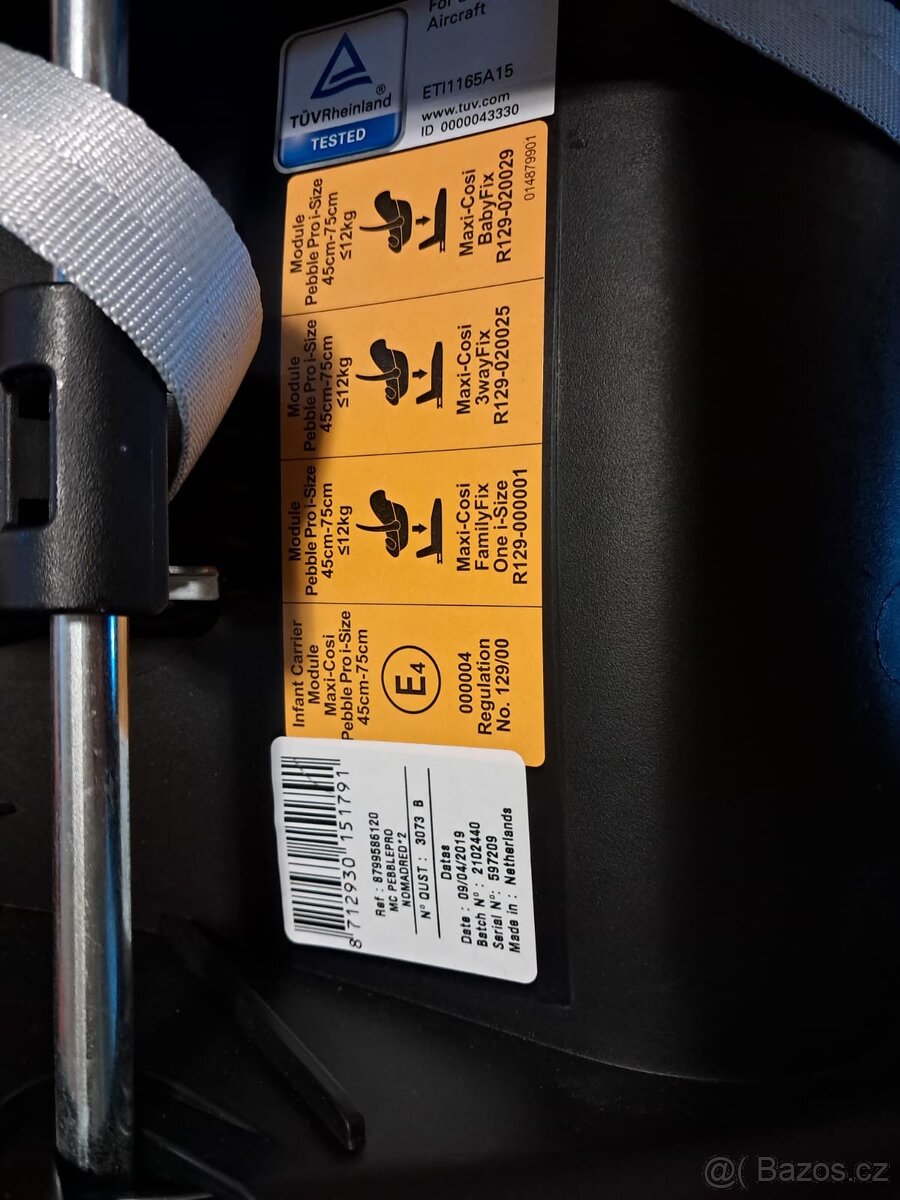 Aircraft
ETI1165A15
www.tuv.com
ID 0000043330
TÜVRheinland®
TESTED
Module
Pebble Pro i-Size
45cm-75cm
≤12kg
Maxi-Cosi
BabyFix
R129-020029
014879901
Module
Pebble Pro i-Size
45cm-75cm
≤12kg
Maxi-Cosi
3wayFix
R129-020025
Module
Pebble Pro i-Size
45cm-75cm
≤12kg
Maxi-Cosi
FamilyFix
One i-Size
R129-000001
Infant Carrier
Module
Maxi-Cosi
Pebble Pro i-Size
45cm-75cm
E4
000004
Regulation
No. 129/00
8 712930 151791
Ref : 8799586120
MC PEBBLEPRO
NOMADRED*2
N° OUST : 3073 B
Datas
Date : 09/04/2019
Batch N° : 2102440
Serial N° : 597209
Made in : Netherlands
@( Bazos.cz